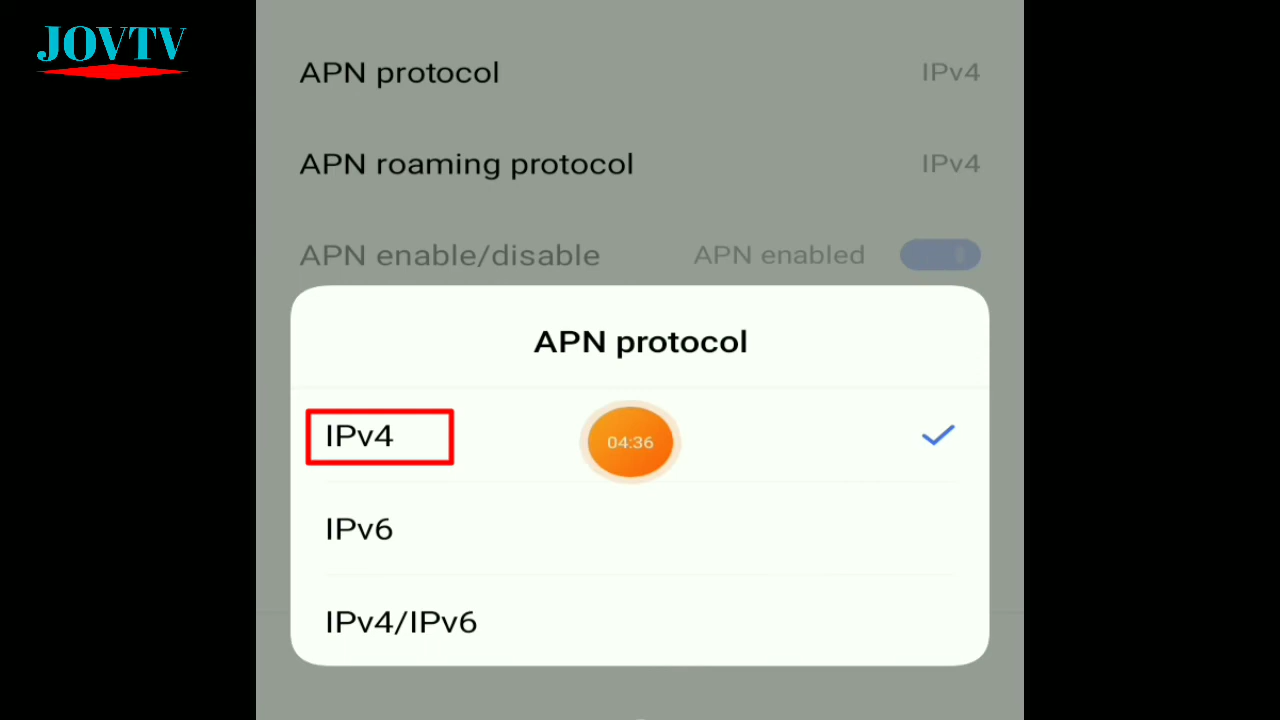 JOVTV
APN protocol IPv4
APN roaming protocol IPv4
APN enable/disable APN enabled
APN protocol
IPv4
04:36
IPv6
IPv4/IPv6